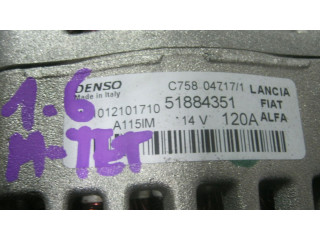 DENSO
Made in Italy
C758 04717/1
LANCIA
012101710
51884351
FIAT
A115IM
14 V
120A
ALFA
1.6
M-JET